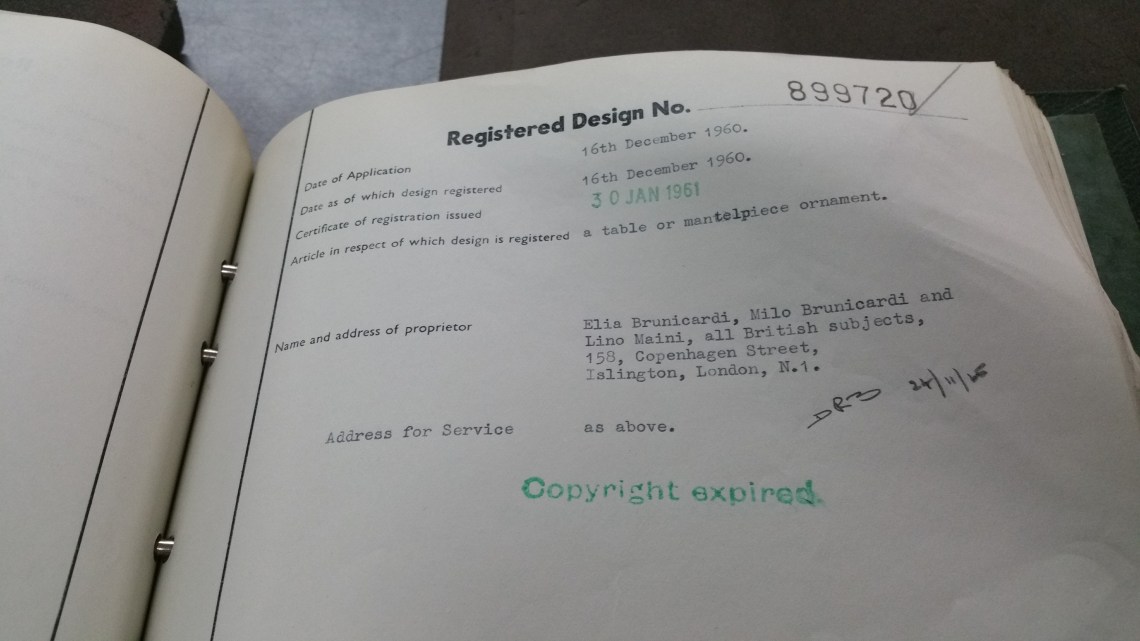 Registered Design No. 899720
Date of Application 16th December 1960.
Date as of which design registered 16th December 1960.
Certificate of registration issued 30 JAN 1961
Article in respect of which design is registered a table or mantelpiece ornament.
Name and address of proprietor Elia Brunicardi, Milo Brunicardi and
Lino Maini, all British subjects,
158, Copenhagen Street,
Islington, London, N.1.
24/11/
Address for Service as above.
Copyright expired.